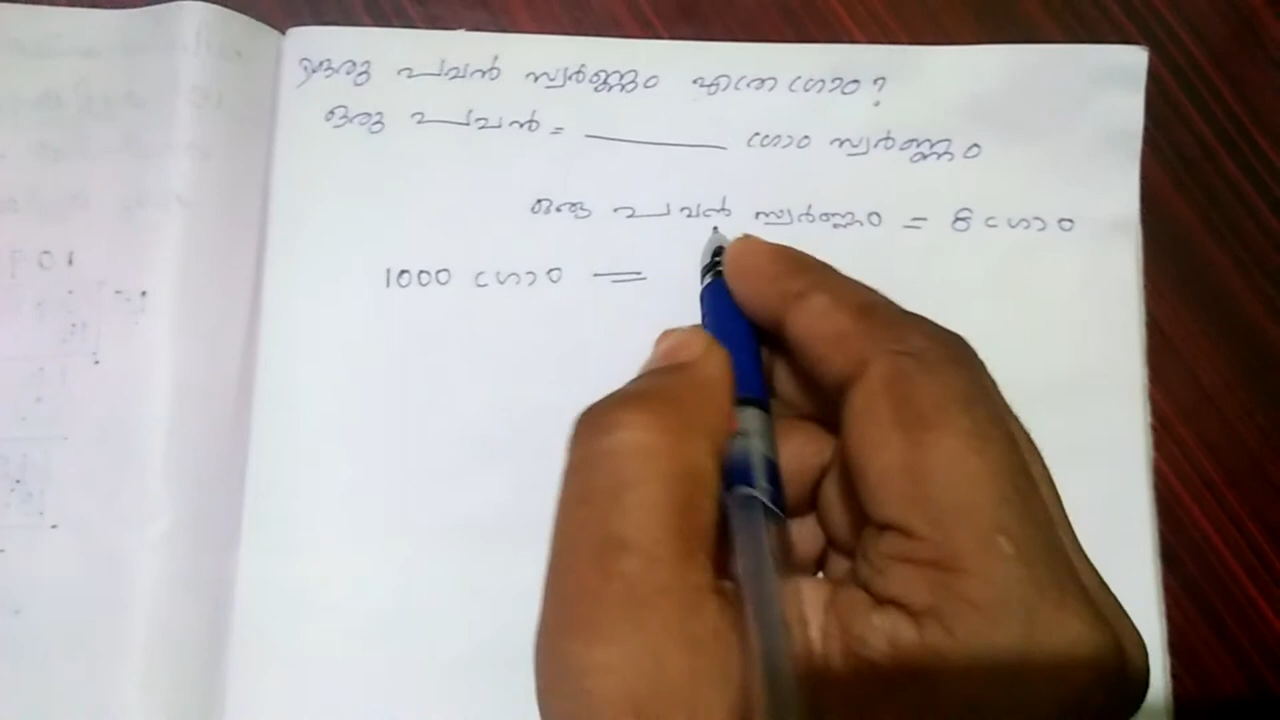 ഒരു പവൻ സ്വർണ്ണം എത്ര ഗ്രാം?
ഒരു പവൻ = ______ ഗ്രാം സ്വർണ്ണം
ഒരു പവൻ സ്വർണ്ണം = 8 ഗ്രാം
1000 ഗ്രാം =